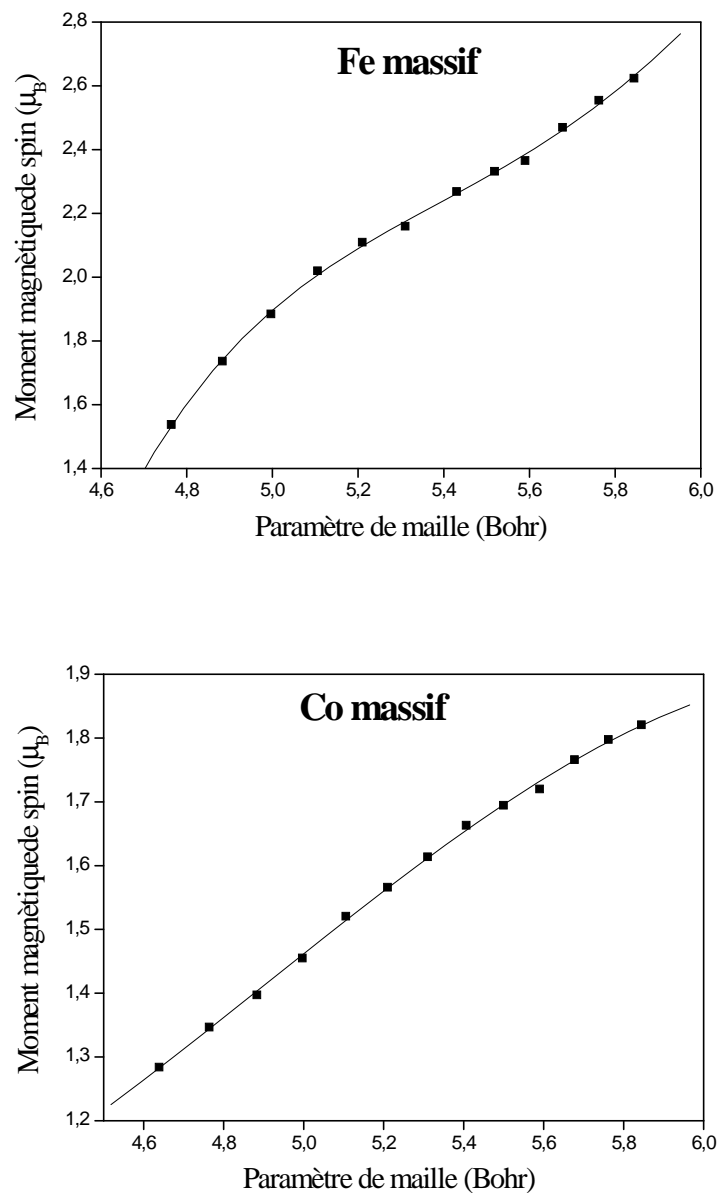 Fe massif
Moment magnètiquede spin (μB)
2,8
2,6
2,4
2,2
2,0
1,8
1,6
1,4
4,6 4,8 5,0 5,2 5,4 5,6 5,8 6,0
Paramètre de maille (Bohr)
Co massif
Moment magnètiquede spin (μB)
1,9
1,8
1,7
1,6
1,5
1,4
1,3
1,2
4,6 4,8 5,0 5,2 5,4 5,6 5,8 6,0
Paramètre de maille (Bohr)